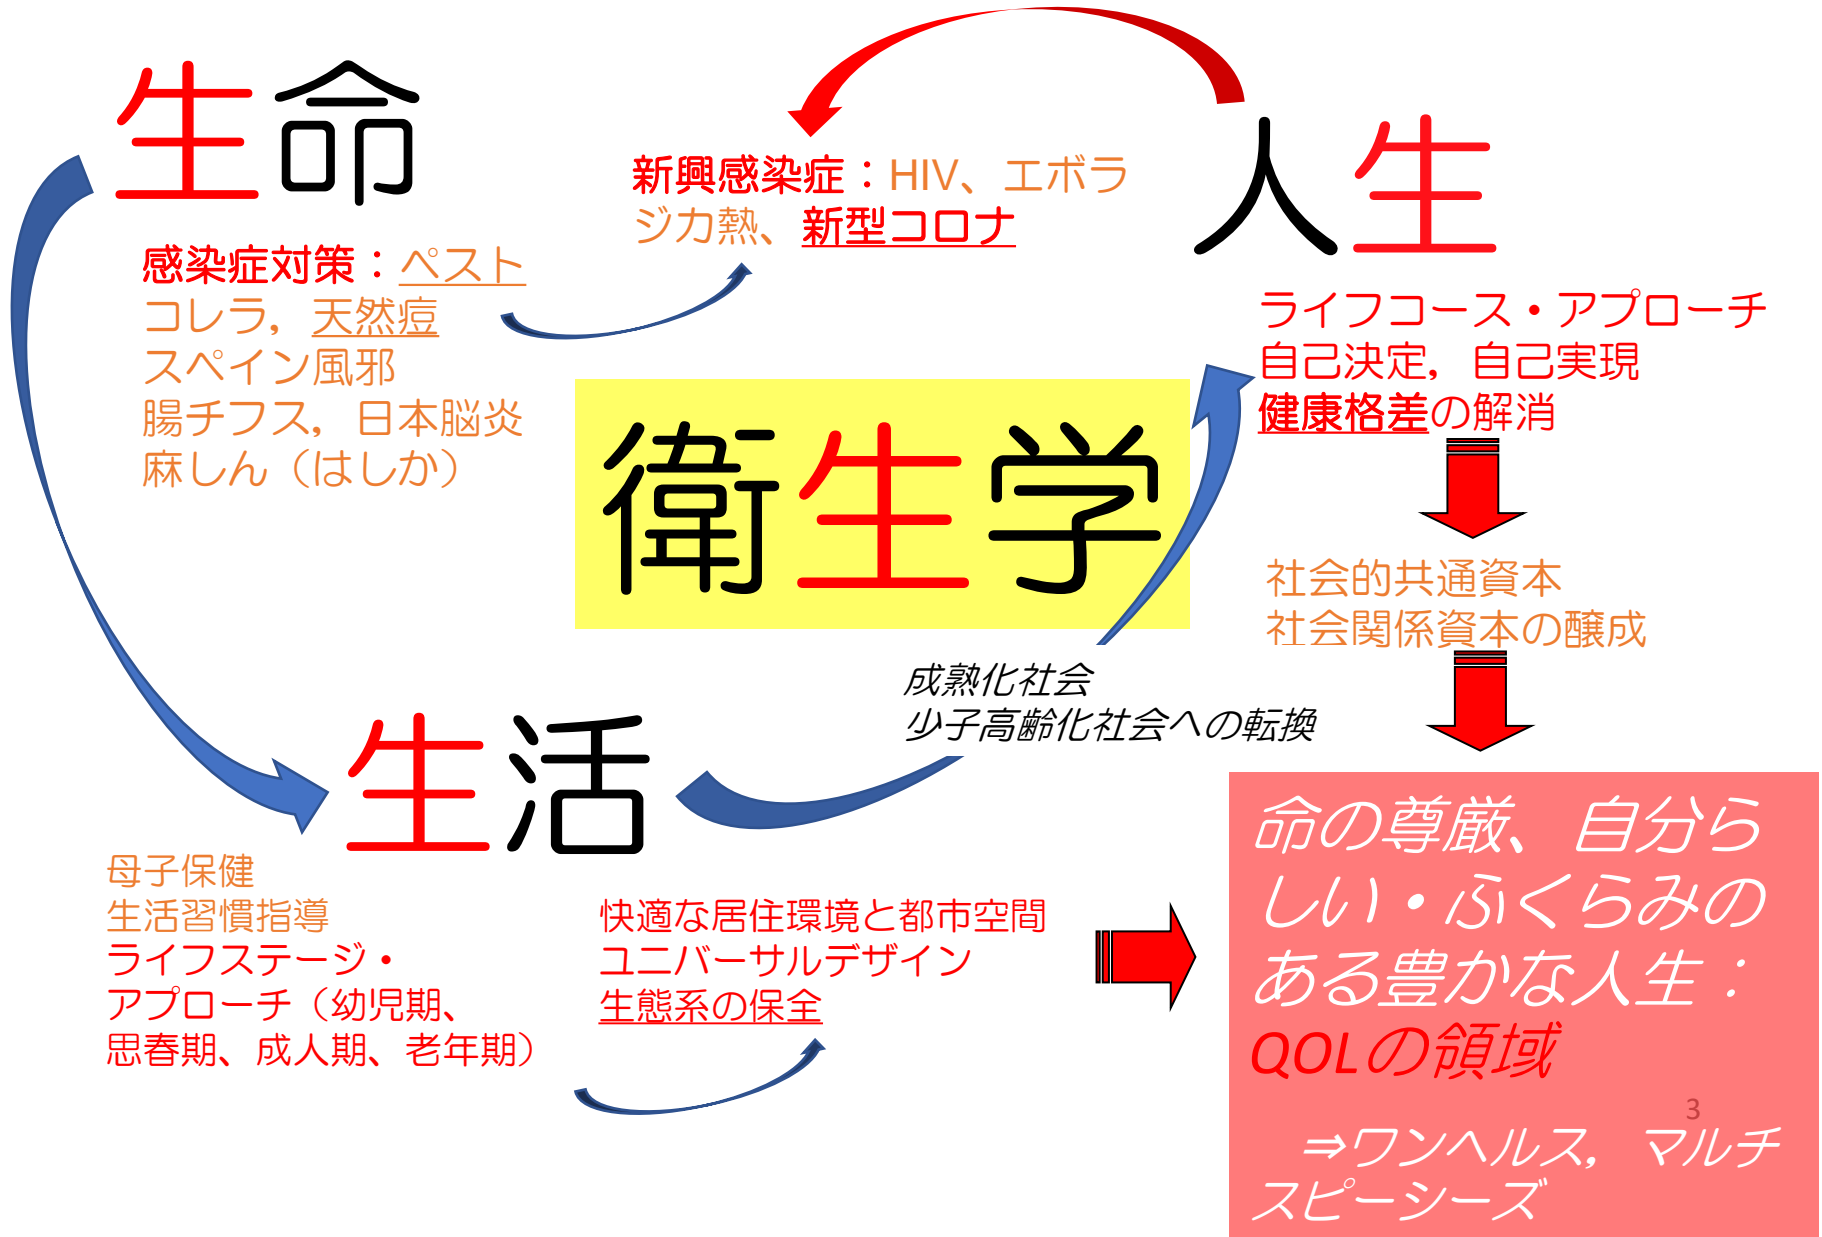 生命
感染症対策：ペスト
コレラ，天然痘
スペイン風邪
腸チフス，日本脳炎
麻しん（はしか）
新興感染症：HIV、エボラ
ジカ熱、新型コロナ
人生
ライフコース・アプローチ
自己決定，自己実現
健康格差の解消
社会的共通資本
社会関係資本の醸成
衛生学
成熟化社会
少子高齢化社会への転換
生活
母子保健
生活習慣指導
ライフステージ・
アプローチ（幼児期、
思春期、成人期、老年期）
快適な居住環境と都市空間
ユニバーサルデザイン
生態系の保全
命の尊厳、自分ら
しい・ふくらみの
ある豊かな人生：
QOLの領域
3
⇒ワンヘルス，マルチ
スピーシーズ